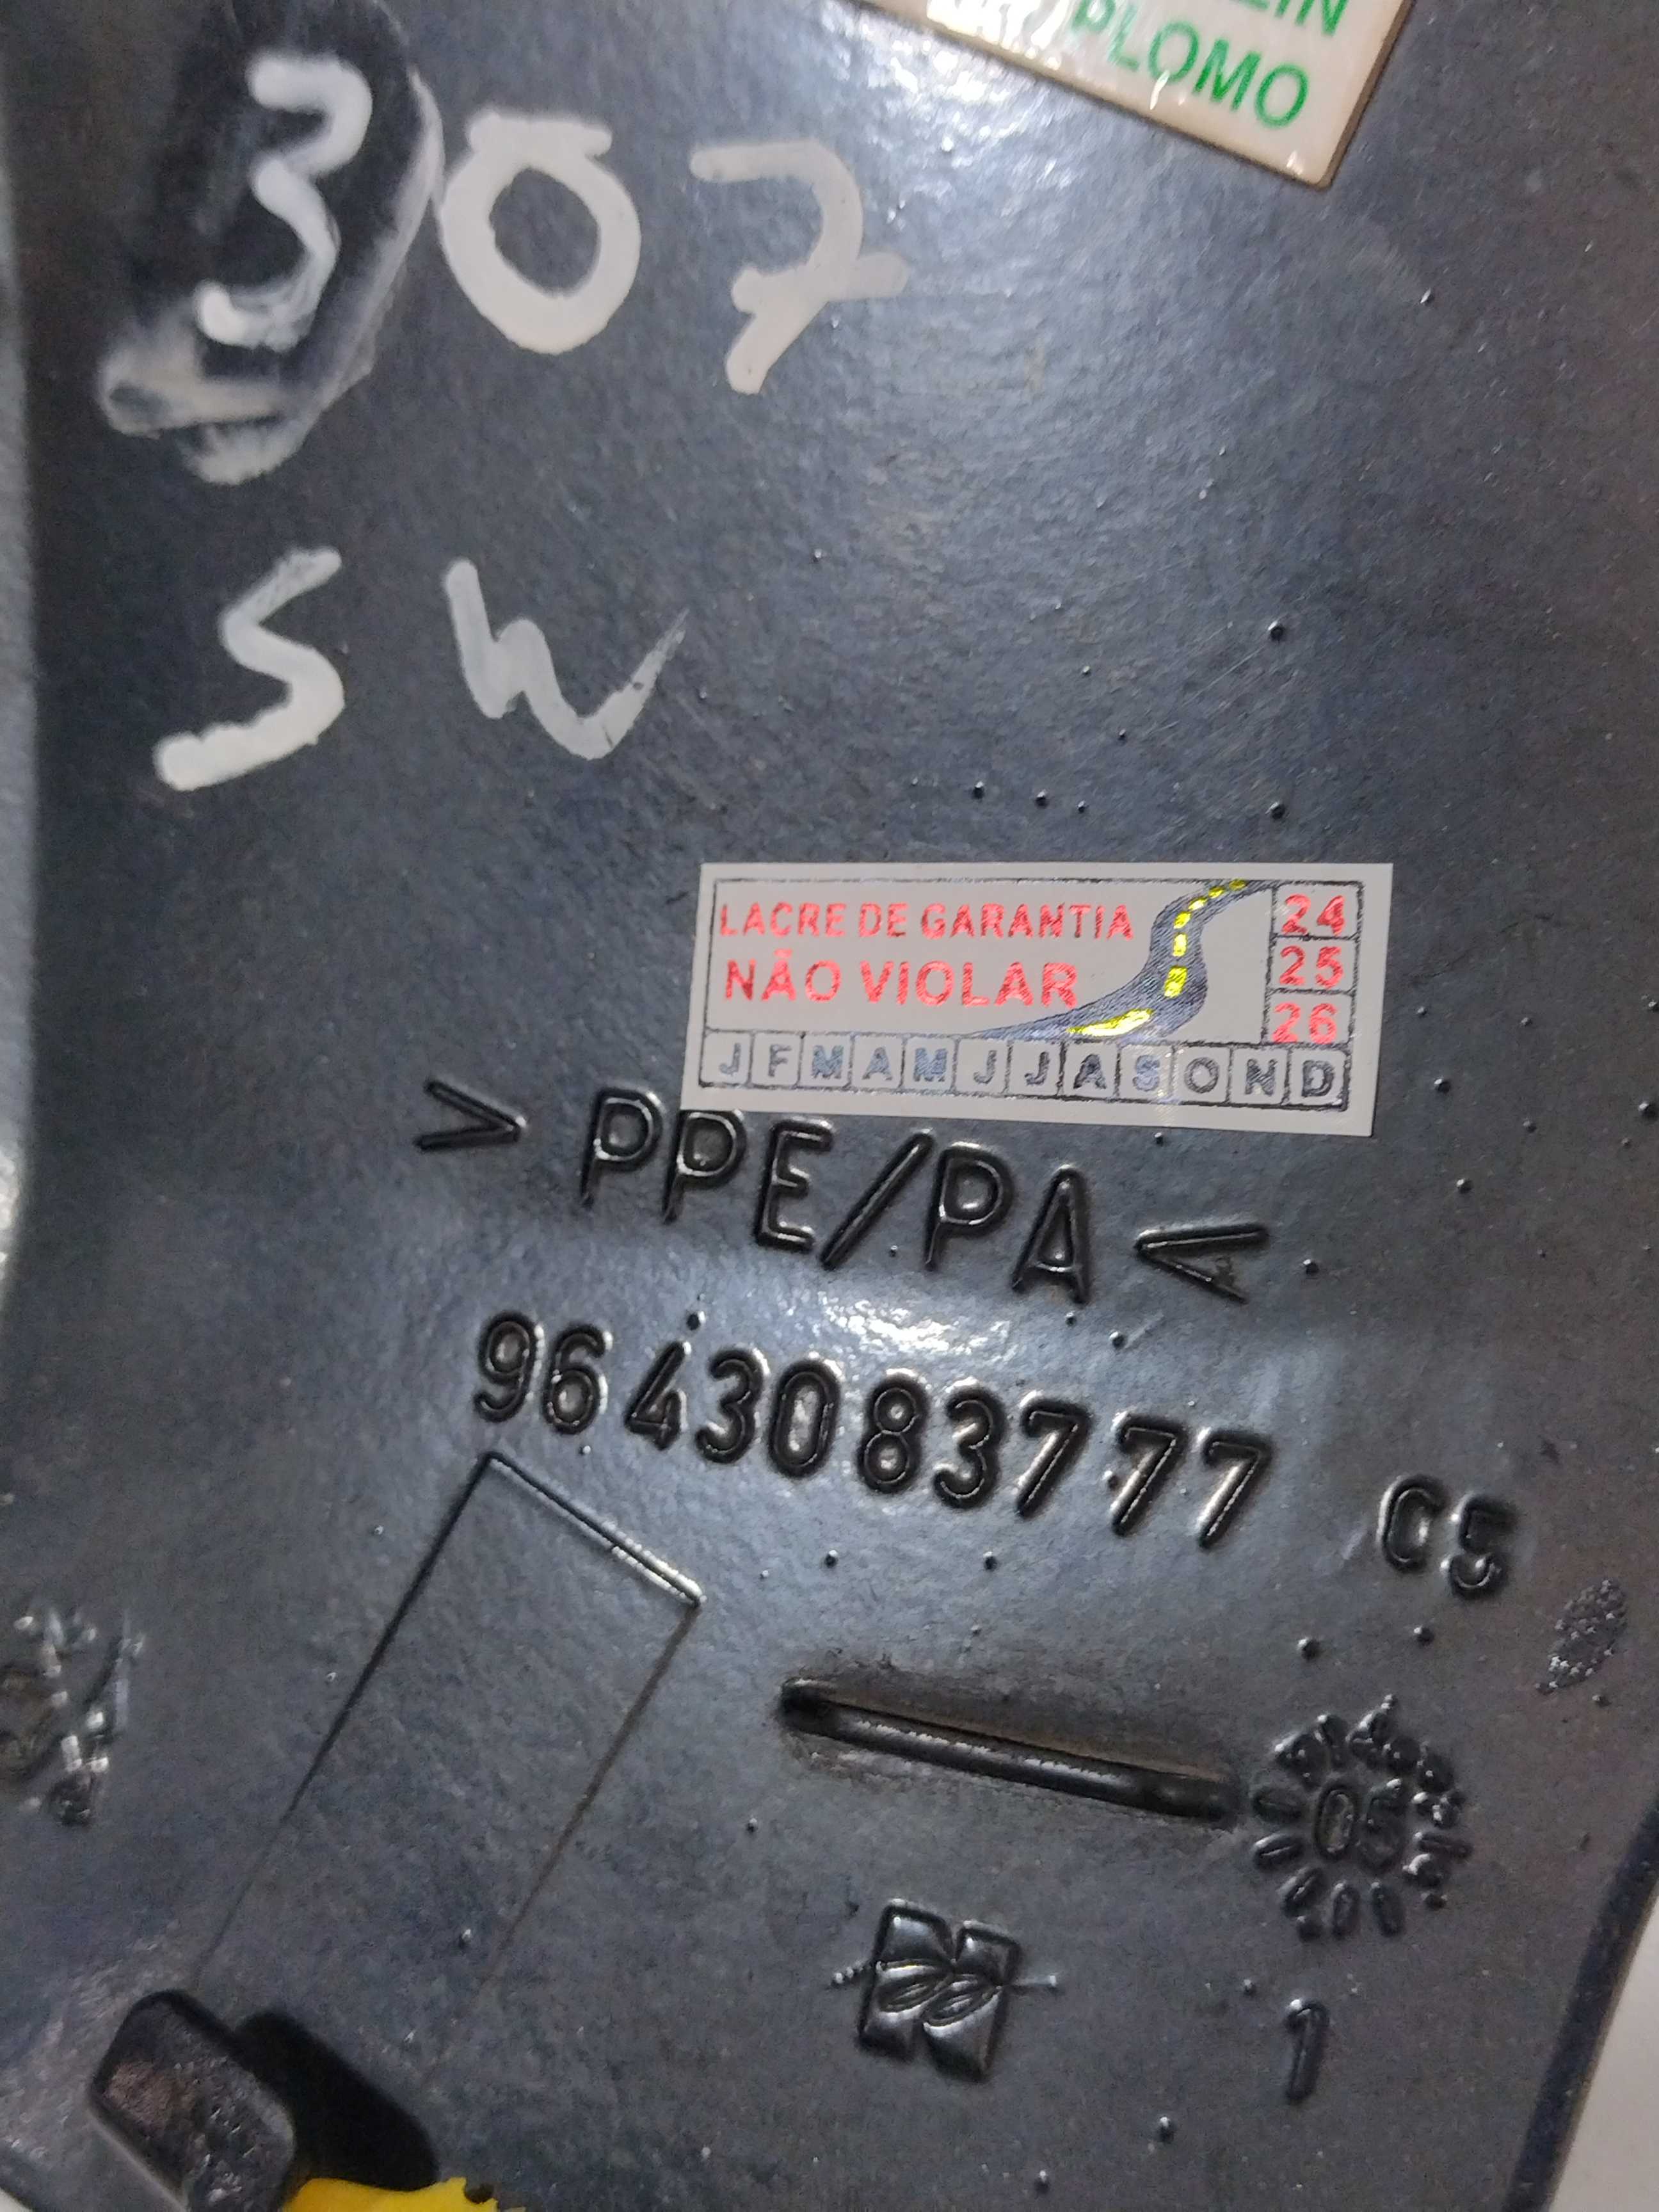 PLOMO
307
SW
LACRE DE GARANTIA
NÃO VIOLAR
24
25
26
J F M A M J J A S O N D
>PPE/PA<
9643083777 C5
05
1